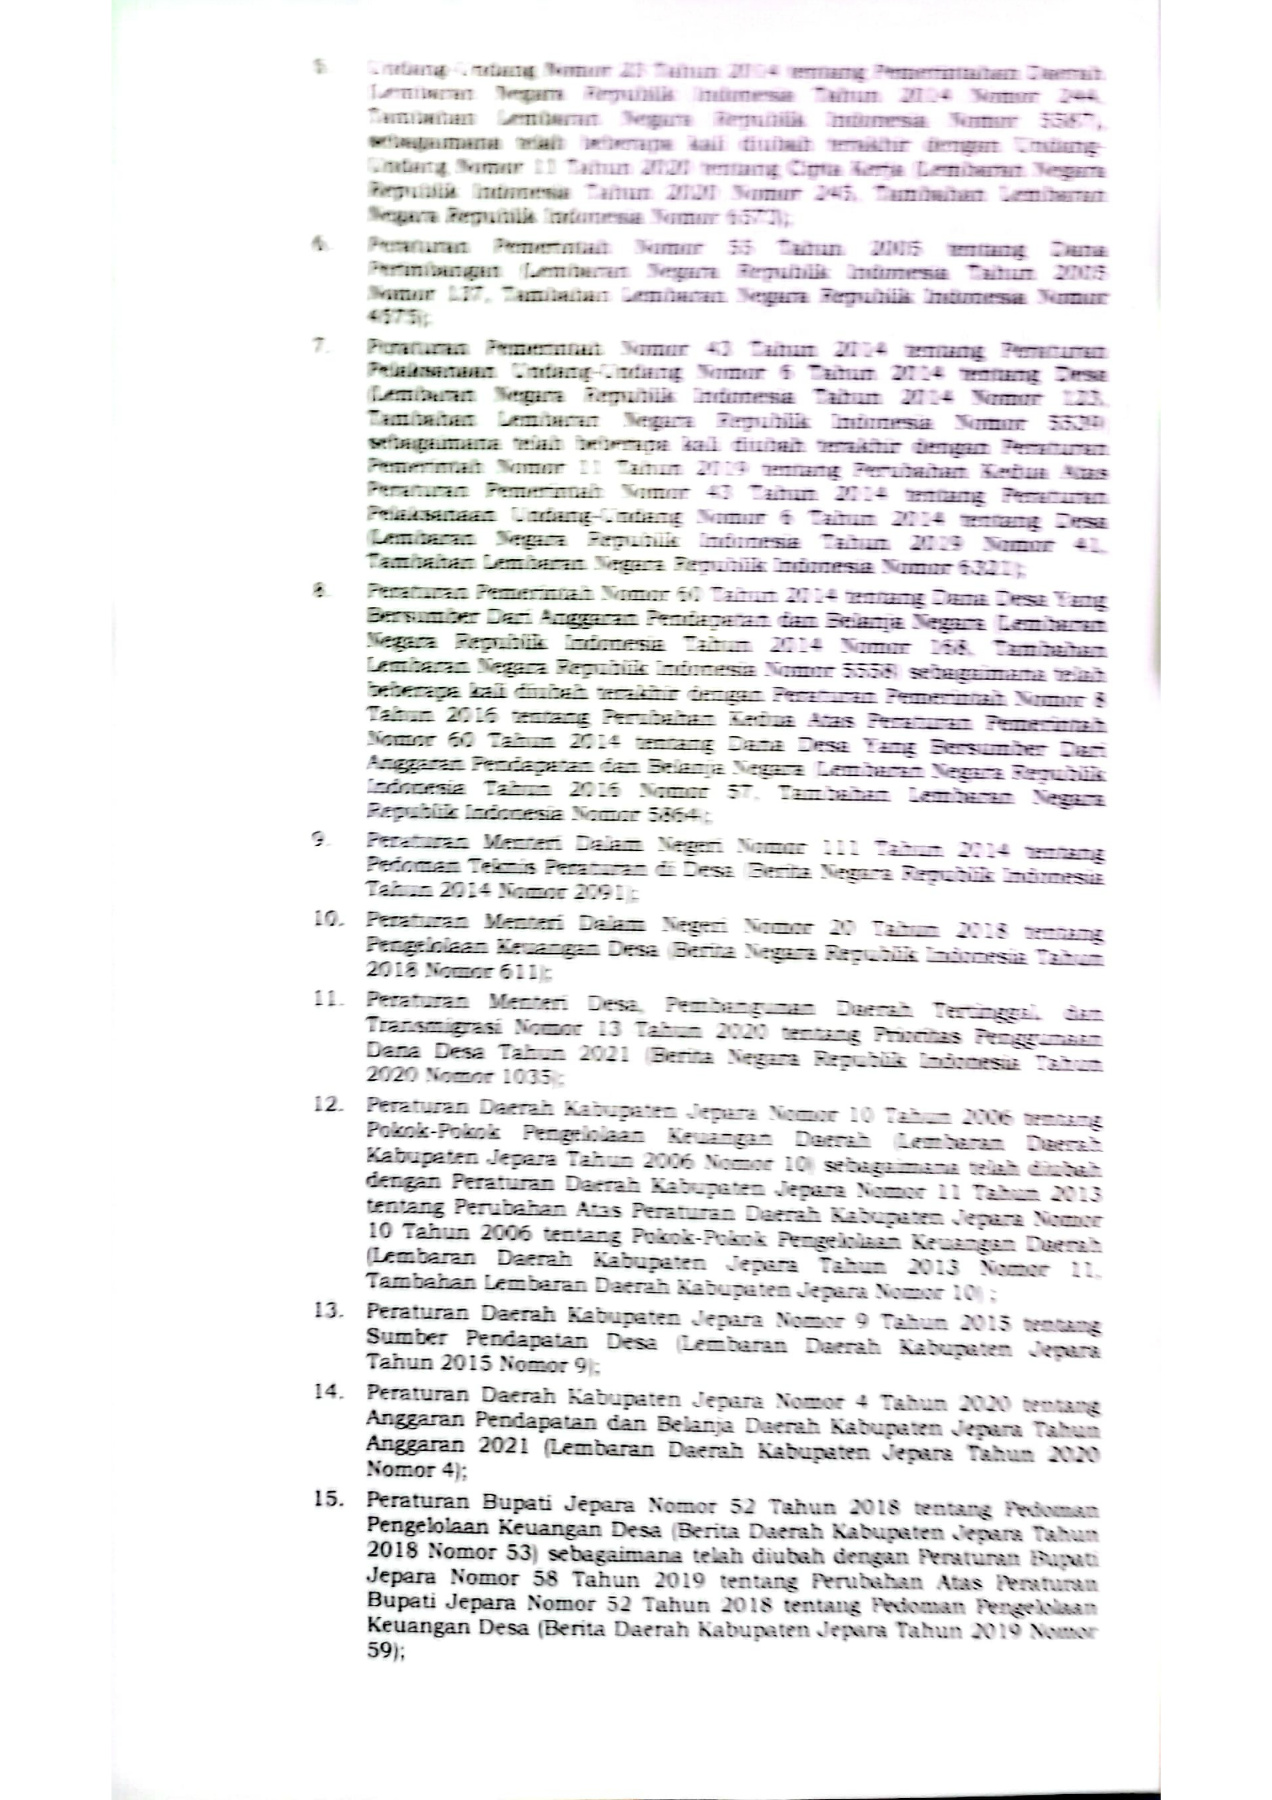 5. Undang-Undang Nomor 23 Tahun 2014 tentang Pemerintahan Daerah
(Lembaran Negara Republik Indonesia Tahun 2014 Nomor 244,
Tambahan Lembaran Negara Republik Indonesia Nomor 5587),
sebagaimana telah beberapa kali diubah terakhir dengan Undang-
Undang Nomor 11 Tahun 2020 tentang Cipta Kerja (Lembaran Negara
Republik Indonesia Tahun 2020 Nomor 245, Tambahan Lembaran
Negara Republik Indonesia Nomor 6573);
6. Peraturan Pemerintah Nomor 55 Tahun 2005 tentang Dana
Perimbangan (Lembaran Negara Republik Indonesia Tahun 2005
Nomor 137, Tambahan Lembaran Negara Republik Indonesia Nomor
4575);
7. Peraturan Pemerintah Nomor 43 Tahun 2014 tentang Peraturan
Pelaksanaan Undang-Undang Nomor 6 Tahun 2014 tentang Desa
(Lembaran Negara Republik Indonesia Tahun 2014 Nomor 123,
Tambahan Lembaran Negara Republik Indonesia Nomor 5539)
sebagaimana telah beberapa kali diubah terakhir dengan Peraturan
Pemerintah Nomor 11 Tahun 2019 tentang Perubahan Kedua Atas
Peraturan Pemerintah Nomor 43 Tahun 2014 tentang Peraturan
Pelaksanaan Undang-Undang Nomor 6 Tahun 2014 tentang Desa
(Lembaran Negara Republik Indonesia Tahun 2019 Nomor 41,
Tambahan Lembaran Negara Republik Indonesia Nomor 6321);
8. Peraturan Pemerintah Nomor 60 Tahun 2014 tentang Dana Desa Yang
Bersumber Dari Anggaran Pendapatan dan Belanja Negara (Lembaran
Negara Republik Indonesia Tahun 2014 Nomor 168, Tambahan
Lembaran Negara Republik Indonesia Nomor 5558) sebagaimana telah
beberapa kali diubah terakhir dengan Peraturan Pemerintah Nomor 8
Tahun 2016 tentang Perubahan Kedua Atas Peraturan Pemerintah
Nomor 60 Tahun 2014 tentang Dana Desa Yang Bersumber Dari
Anggaran Pendapatan dan Belanja Negara (Lembaran Negara Republik
Indonesia Tahun 2016 Nomor 57, Tambahan Lembaran Negara
Republik Indonesia Nomor 5864);
9. Peraturan Menteri Dalam Negeri Nomor 111 Tahun 2014 tentang
Pedoman Teknis Peraturan di Desa (Berita Negara Republik Indonesia
Tahun 2014 Nomor 2091);
10. Peraturan Menteri Dalam Negeri Nomor 20 Tahun 2018 tentang
Pengelolaan Keuangan Desa (Berita Negara Republik Indonesia Tahun
2018 Nomor 611);
11. Peraturan Menteri Desa, Pembangunan Daerah Tertinggal, dan
Transmigrasi Nomor 13 Tahun 2020 tentang Prioritas Penggunaan
Dana Desa Tahun 2021 (Berita Negara Republik Indonesia Tahun
2020 Nomor 1035);
12. Peraturan Daerah Kabupaten Jepara Nomor 10 Tahun 2006 tentang
Pokok-Pokok Pengelolaan Keuangan Daerah (Lembaran Daerah
Kabupaten Jepara Tahun 2006 Nomor 10) sebagaimana telah diubah
dengan Peraturan Daerah Kabupaten Jepara Nomor 11 Tahun 2013
tentang Perubahan Atas Peraturan Daerah Kabupaten Jepara Nomor
10 Tahun 2006 tentang Pokok-Pokok Pengelolaan Keuangan Daerah
(Lembaran Daerah Kabupaten Jepara Tahun 2013 Nomor 11,
Tambahan Lembaran Daerah Kabupaten Jepara Nomor 10) ;
13. Peraturan Daerah Kabupaten Jepara Nomor 9 Tahun 2015 tentang
Sumber Pendapatan Desa (Lembaran Daerah Kabupaten Jepara
Tahun 2015 Nomor 9);
14. Peraturan Daerah Kabupaten Jepara Nomor 4 Tahun 2020 tentang
Anggaran Pendapatan dan Belanja Daerah Kabupaten Jepara Tahun
Anggaran 2021 (Lembaran Daerah Kabupaten Jepara Tahun 2020
Nomor 4);
15. Peraturan Bupati Jepara Nomor 52 Tahun 2018 tentang Pedoman
Pengelolaan Keuangan Desa (Berita Daerah Kabupaten Jepara Tahun
2018 Nomor 53) sebagaimana telah diubah dengan Peraturan Bupati
Jepara Nomor 58 Tahun 2019 tentang Perubahan Atas Peraturan
Bupati Jepara Nomor 52 Tahun 2018 tentang Pedoman Pengelolaan
Keuangan Desa (Berita Daerah Kabupaten Jepara Tahun 2019 Nomor
59);